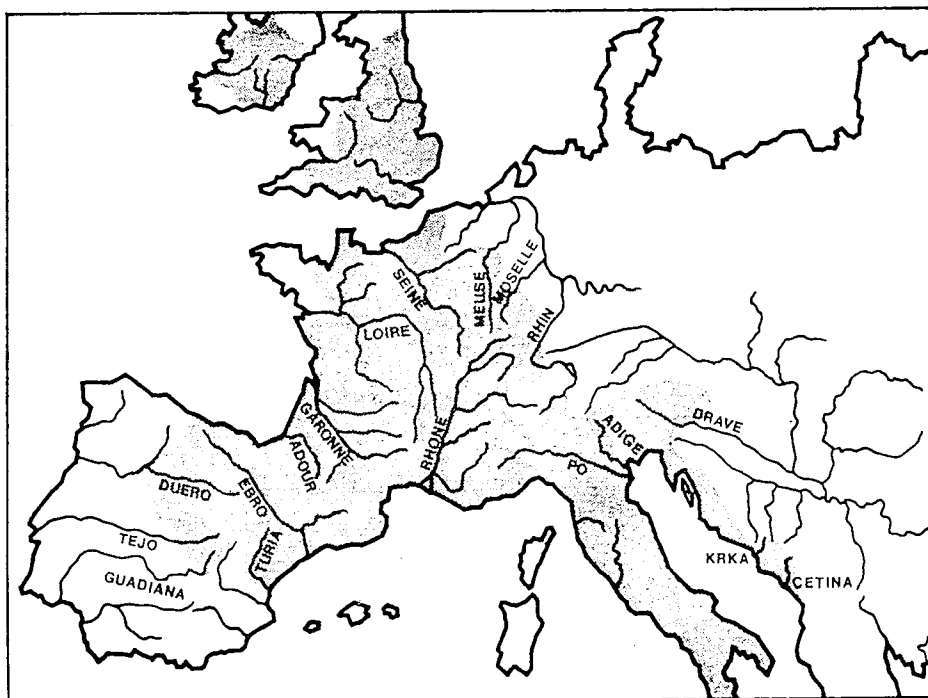 SEINE
MEUSE
MOSELLE
RHIN
LOIRE
GARONNE
ADOUR
RHONE
ADIGE
DRAVE
PO
DUERO
EBRO
TEJO
TURIA
GUADIANA
KRKA
CETINA